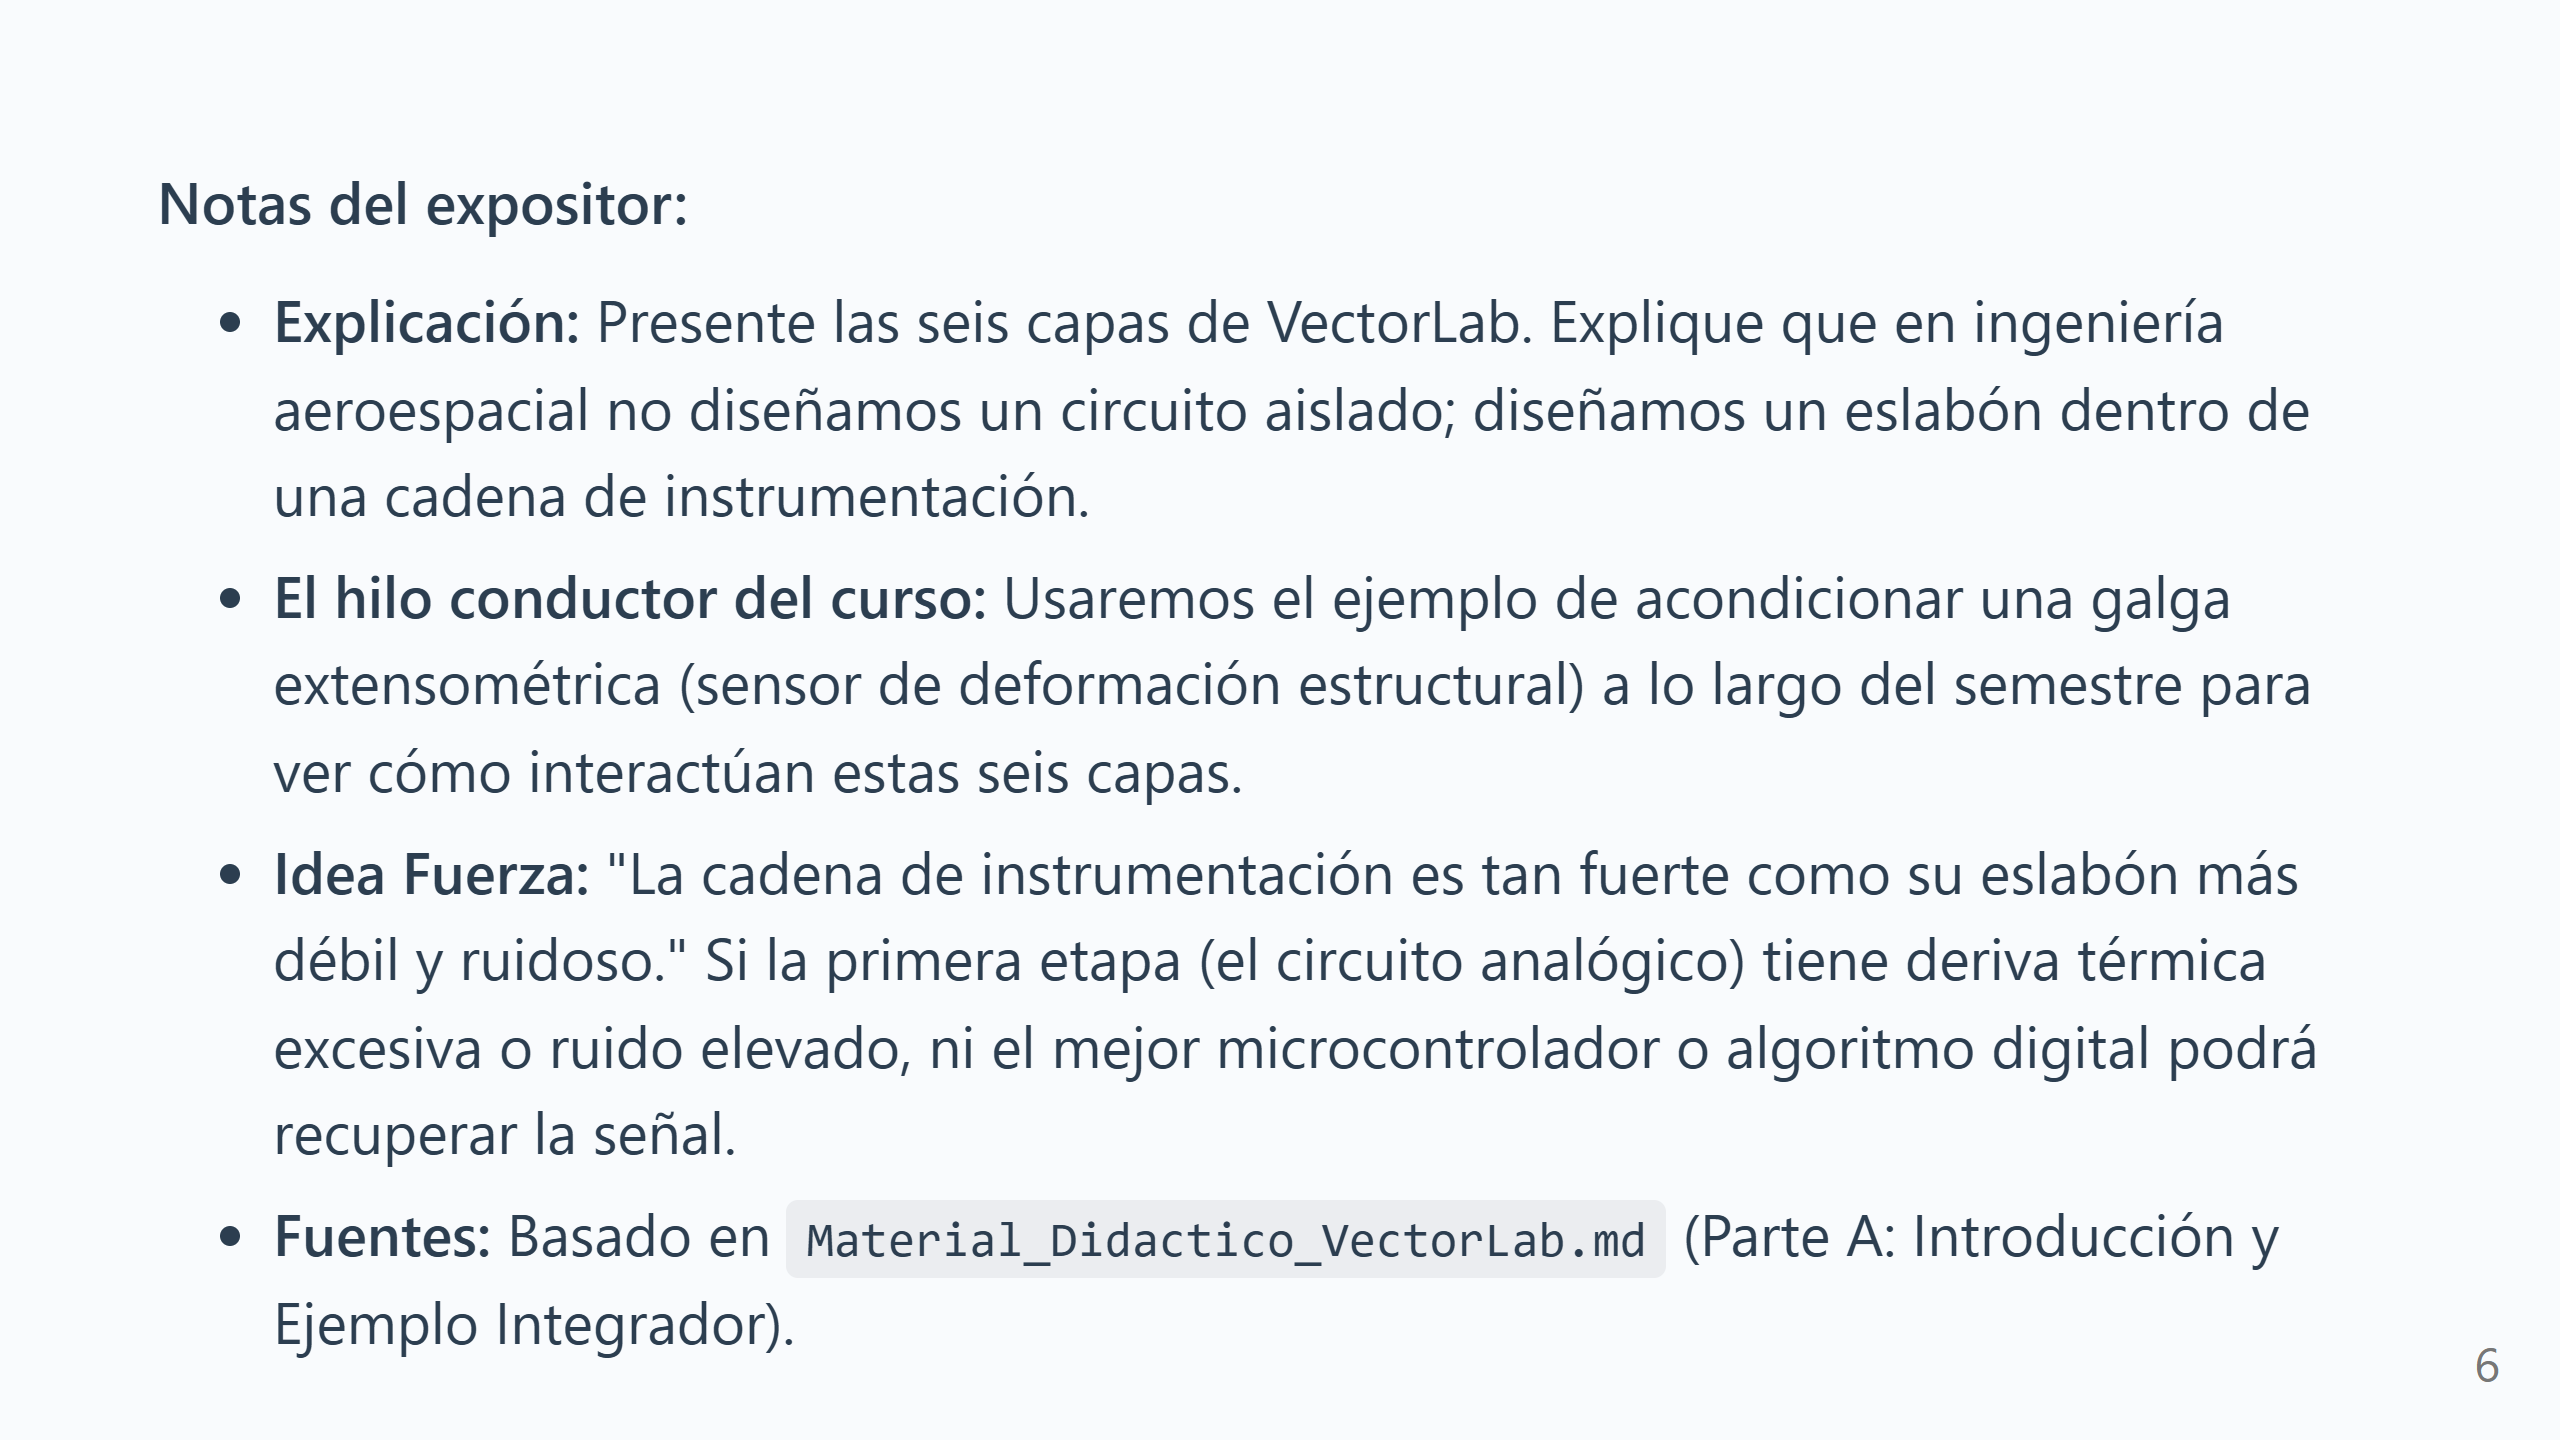 Notas del expositor:
• Explicación: Presente las seis capas de VectorLab. Explique que en ingeniería
aeroespacial no diseñamos un circuito aislado; diseñamos un eslabón dentro de
una cadena de instrumentación.
• El hilo conductor del curso: Usaremos el ejemplo de acondicionar una galga
extensométrica (sensor de deformación estructural) a lo largo del semestre para
ver cómo interactúan estas seis capas.
• Idea Fuerza: "La cadena de instrumentación es tan fuerte como su eslabón más
débil y ruidoso." Si la primera etapa (el circuito analógico) tiene deriva térmica
excesiva o ruido elevado, ni el mejor microcontrolador o algoritmo digital podrá
recuperar la señal.
• Fuentes: Basado en Material_Didactico_VectorLab.md (Parte A: Introducción y
Ejemplo Integrador).
6